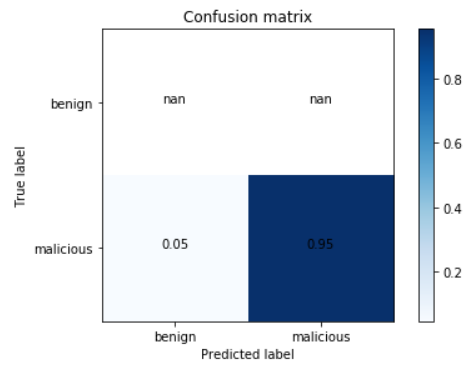 Confusion matrix
benign
nan
nan
0.8
0.6
True label
0.4
malicious
0.05
0.95
0.2
benign
malicious
Predicted label